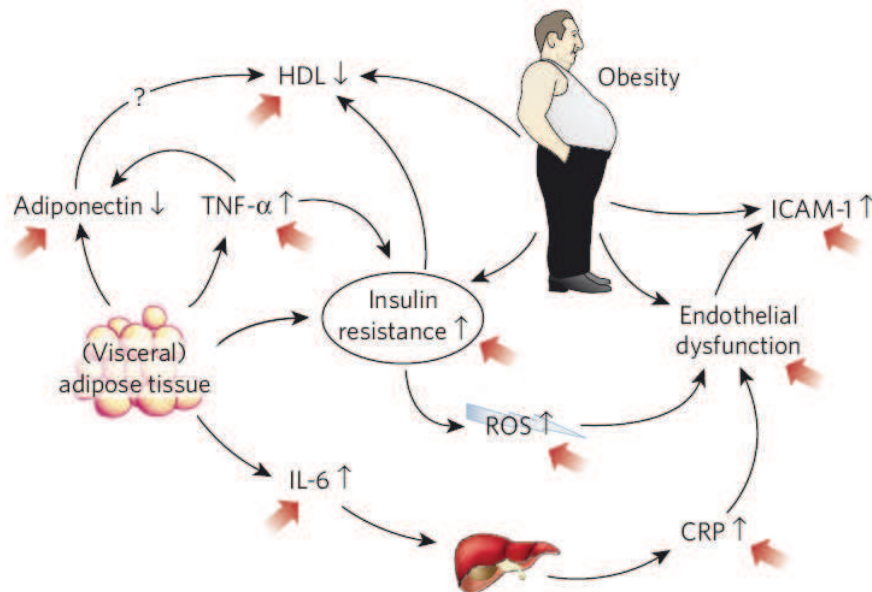 HDL ↓
Obesity
?
Adiponectin ↓
TNF-α ↑
ICAM-1 ↑
Insulin
resistance ↑
Endothelial
dysfunction
(Visceral)
adipose tissue
ROS ↑
IL-6 ↑
CRP ↑